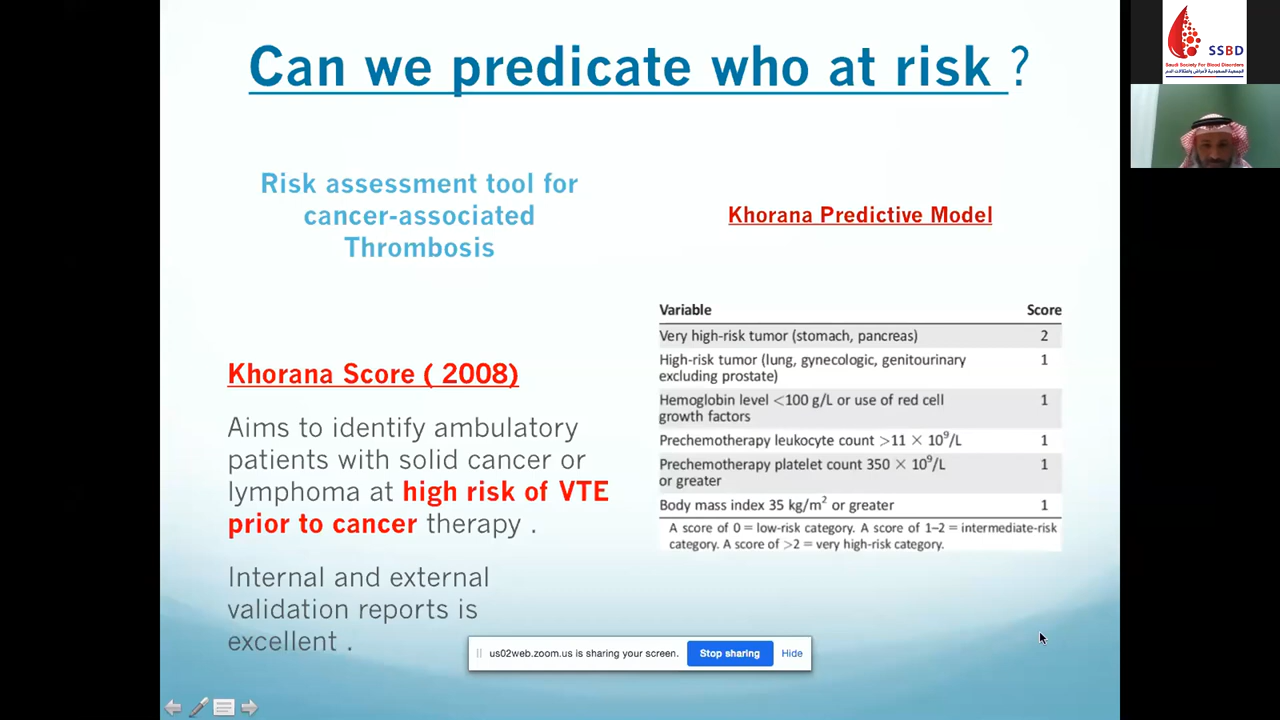 Can we predicate who at risk ?
SSBD
Saudi Society For Blood Disorders
Risk assessment tool for
cancer-associated
Thrombosis
Khorana Score ( 2008)
Aims to identify ambulatory
patients with solid cancer or
lymphoma at high risk of VTE
prior to cancer therapy .
Internal and external
validation reports is
excellent .
Khorana Predictive Model
Variable Score
Very high-risk tumor (stomach, pancreas) 2
High-risk tumor (lung, gynecologic, genitourinary 1
excluding prostate)
Hemoglobin level <100 g/L or use of red cell 1
growth factors
Prechemotherapy leukocyte count >11 × 10⁹/L 1
Prechemotherapy platelet count 350 × 10⁹/L 1
or greater
Body mass index 35 kg/m² or greater 1
A score of 0 = low-risk category. A score of 1–2 = intermediate-risk
category. A score of >2 = very high-risk category.
us02web.zoom.us is sharing your screen. Stop sharing Hide